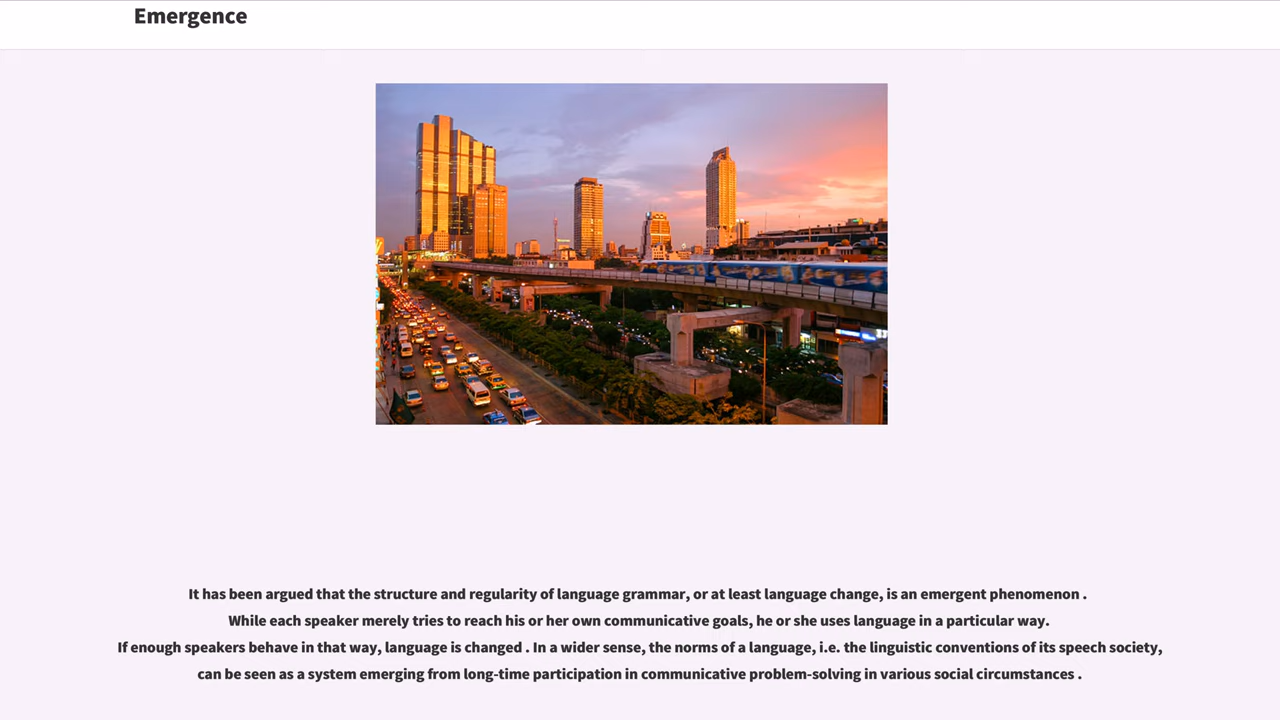 Emergence
It has been argued that the structure and regularity of language grammar, or at least language change, is an emergent phenomenon .
While each speaker merely tries to reach his or her own communicative goals, he or she uses language in a particular way.
If enough speakers behave in that way, language is changed . In a wider sense, the norms of a language, i.e. the linguistic conventions of its speech society,
can be seen as a system emerging from long-time participation in communicative problem-solving in various social circumstances .